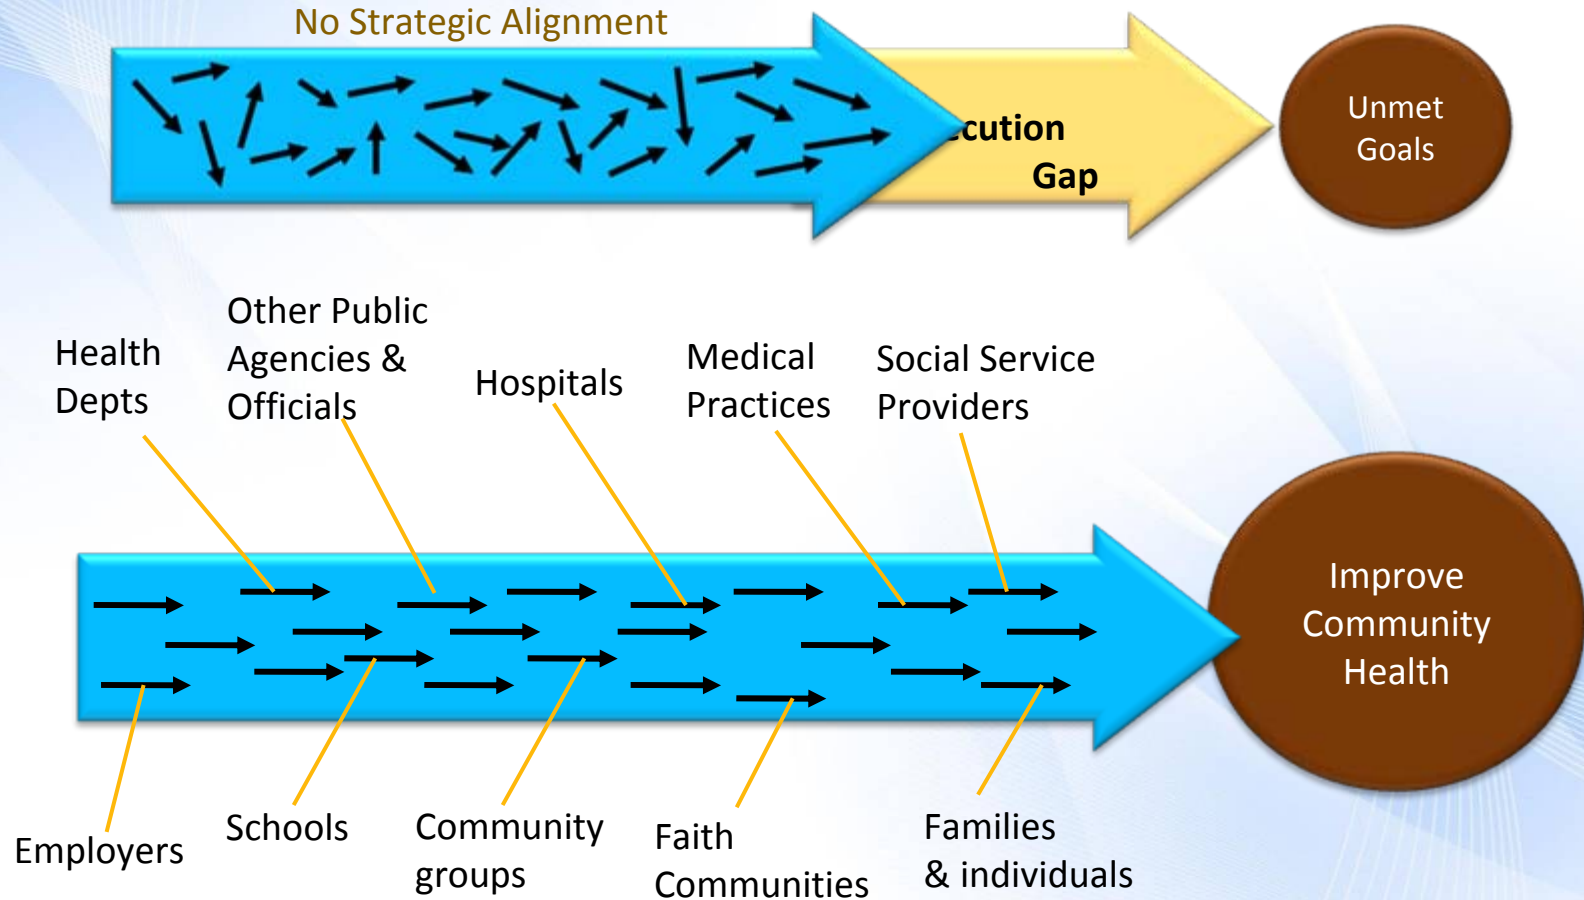 No Strategic Alignment
cution
Gap
Unmet
Goals
Health
Depts
Other Public
Agencies &
Officials
Hospitals
Medical
Practices
Social Service
Providers
Improve
Community
Health
Employers
Schools
Community
groups
Faith
Communities
Families
& individuals